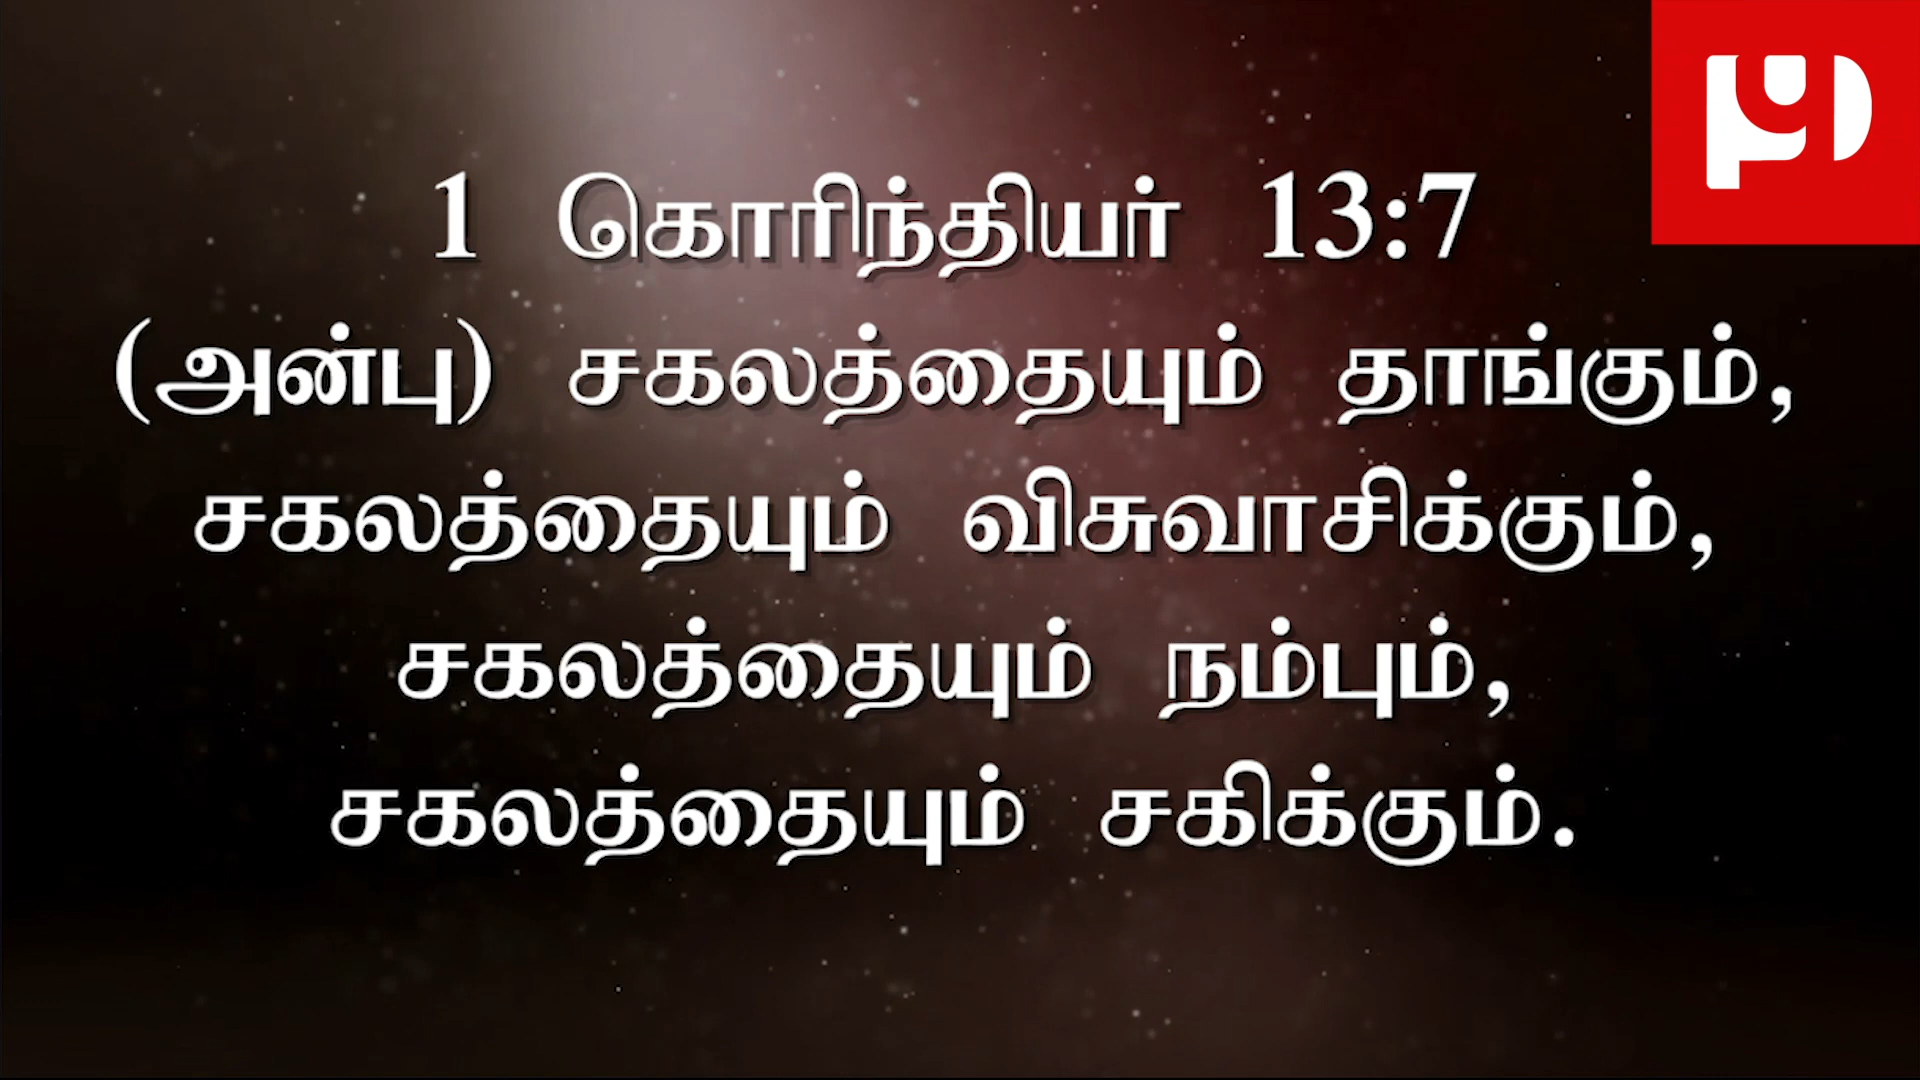 1 கொரிந்தியர் 13:7
(அன்பு) சகலத்தையும் தாங்கும்,
சகலத்தையும் விசுவாசிக்கும்,
சகலத்தையும் நம்பும்,
சகலத்தையும் சகிக்கும்.